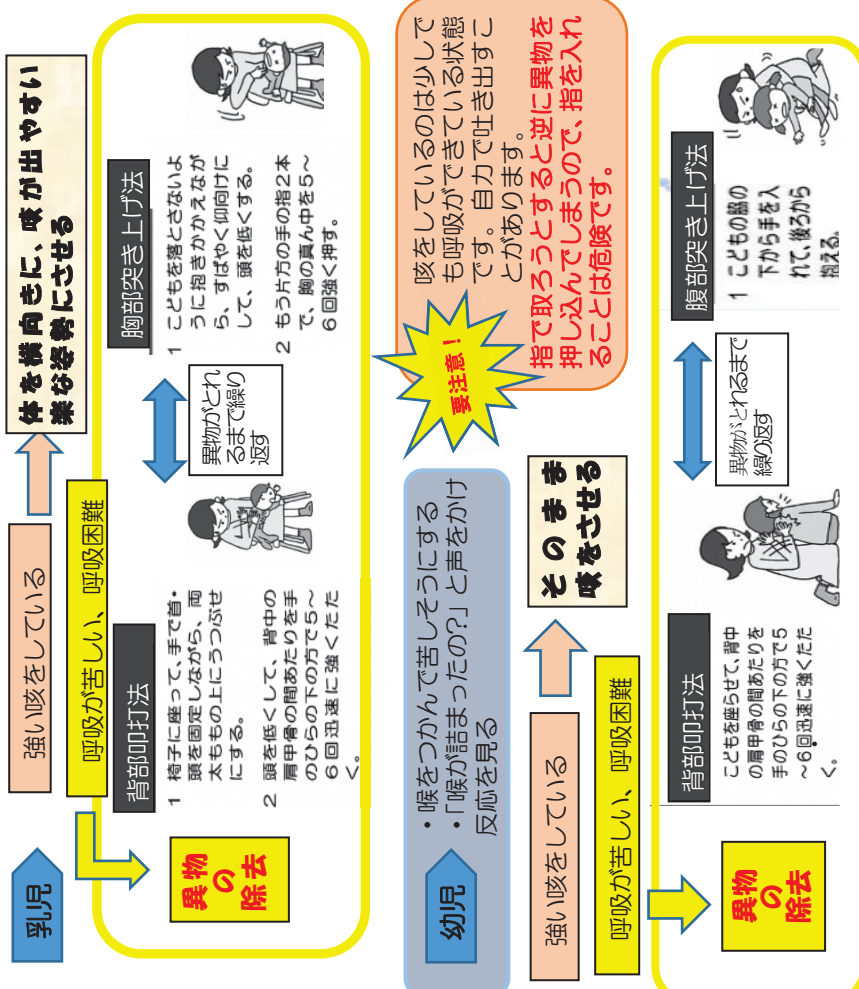 乳児
強い咳をしている
体を横向きに、咳が出やすい
楽な姿勢にさせる
呼吸が苦しい、呼吸困難
異物
の
除去
背部叩打法
1 椅子に座って、手で首・
頭を固定しながら、両
太ももの上にうつぶせ
にする。
2 頭を低くして、背中の
肩甲骨の間あたりを手
のひらの下の方で5～
6回迅速に強くたた
く。
異物がとれ
るまで繰り
返す
胸部突き上げ法
1 こどもを落とさないよ
うに抱きかかえなが
ら、すばやく仰向けに
して、頭を低くする。
2 もう片方の手の指2本
で、胸の真ん中を5～
6回強く押す。
幼児
・喉をつかんで苦しそうにする
・「喉が詰まったの?」と声をかけ
反応を見る
要注意！
咳をしているのは少しで
も呼吸ができている状態
です。自力で吐き出すこ
とがあります。
指で取ろうとすると逆に異物を
押し込んでしまうので、指を入れ
ることは危険です。
強い咳をしている
そのまま
咳をさせる
呼吸が苦しい、呼吸困難
異物
の
除去
背部叩打法
こどもを座らせて、背中
の肩甲骨の間あたりを
手のひらの下の方で5
～6回迅速に強くたた
く。
異物がとれるまで
繰り返す
腹部突き上げ法
1 こどもの脇の
下から手を入
れて、後ろから
抱える。